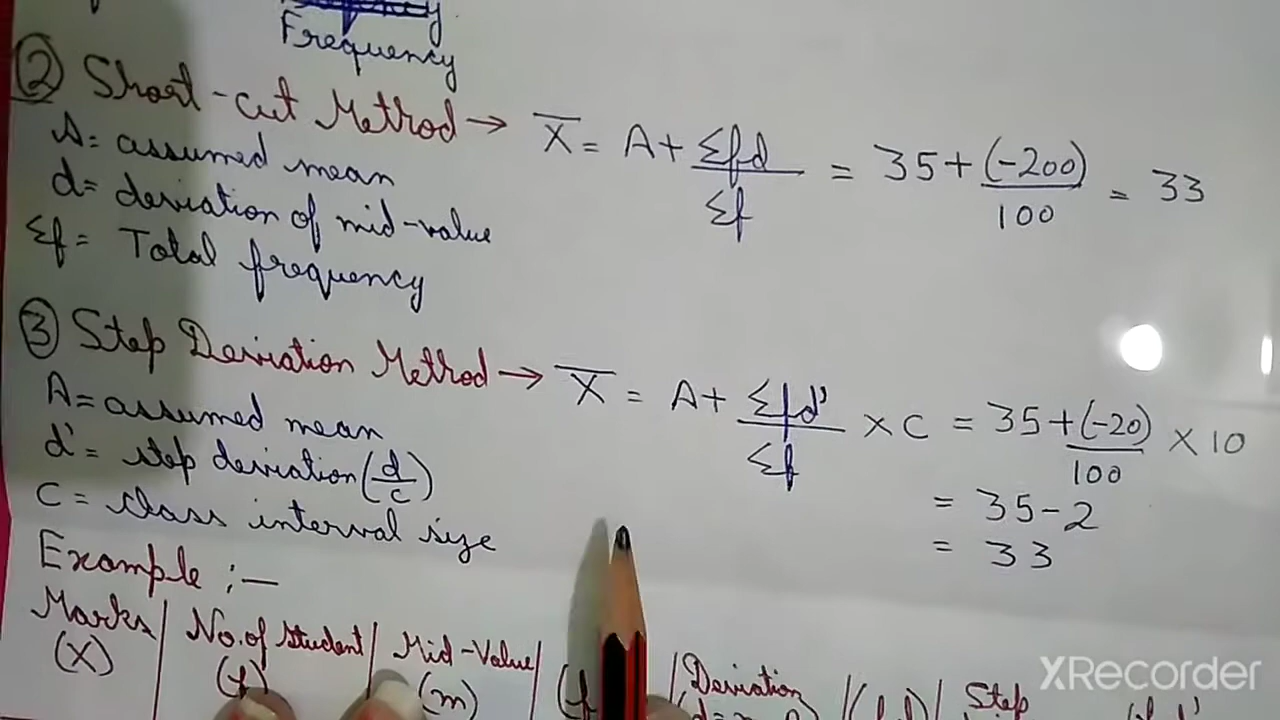 Frequency
② Short-cut Method → X̄ = A + Σfd / Σf = 35 + (-200) / 100 = 33
A = assumed mean
d = deviation of mid-value
Σf = Total frequency
③ Step Deviation Method → X̄ = A + Σfd' / Σf × C = 35 + (-20) / 100 × 10
= 35 - 2
= 33
A = assumed mean
d' = step deviation (d/c)
C = class interval size
Example :-
Marks (X) | No. of Student (f) | Mid-Value (m) | | Deviation | | Step
XRecorder